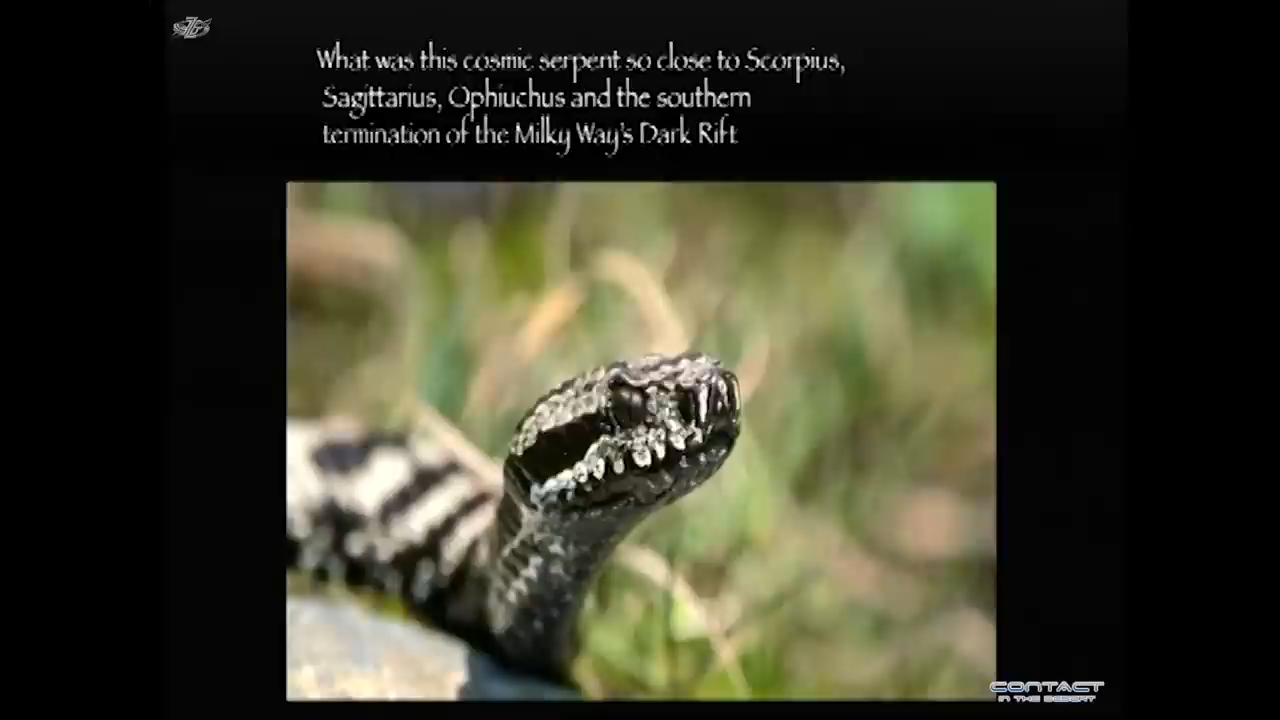 What was this cosmic serpent so close to Scorpius,
Sagittarius, Ophiuchus and the southern
termination of the Milky Way's Dark Rift
CONTACT
IN THE DESERT